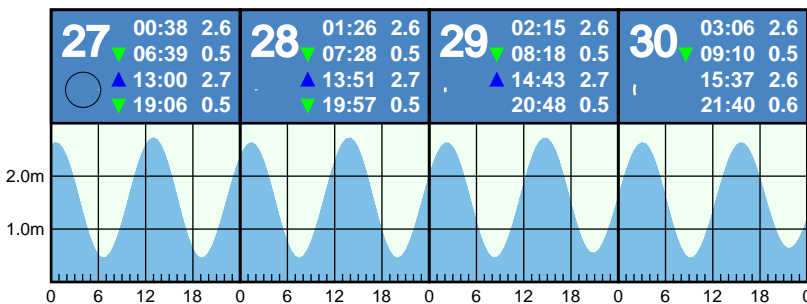 27 00:38 2.6
▼ 06:39 0.5
▲ 13:00 2.7
▼ 19:06 0.5
28 01:26 2.6
▼ 07:28 0.5
▲ 13:51 2.7
▼ 19:57 0.5
29 02:15 2.6
▼ 08:18 0.5
▲ 14:43 2.7
20:48 0.5
30 03:06 2.6
▼ 09:10 0.5
15:37 2.6
21:40 0.6
2.0m
1.0m
0 6 12 18 0 6 12 18 0 6 12 18 0 6 12 18 0